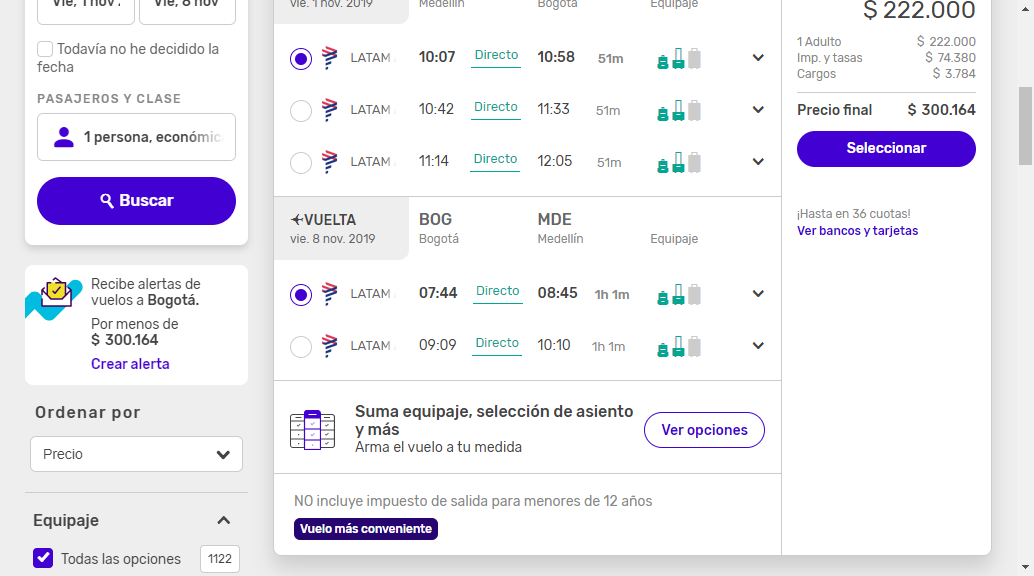 Vie, 1 nov.
Vie, 8 nov
Todavía no he decidido la
fecha
PASAJEROS Y CLASE
1 persona, económic
Buscar
Recibe alertas de
vuelos a Bogotá.
Por menos de
$ 300.164
Crear alerta
Ordenar por
Precio
Equipaje
Todas las opciones
1122
vie. 1 nov. 2019
Medellín
Bogotá
Equipaje
LATAM
10:07
Directo
10:58
51m
LATAM
10:42
Directo
11:33
51m
LATAM
11:14
Directo
12:05
51m
VUELTA
BOG
MDE
vie. 8 nov. 2019
Bogotá
Medellín
Equipaje
LATAM
07:44
Directo
08:45
1h 1m
LATAM
09:09
Directo
10:10
1h 1m
Suma equipaje, selección de asiento
y más
Arma el vuelo a tu medida
Ver opciones
NO incluye impuesto de salida para menores de 12 años
Vuelo más conveniente
$ 222.000
1 Adulto
$ 222.000
Imp. y tasas
$ 74.380
Cargos
$ 3.784
Precio final
$ 300.164
Seleccionar
¡Hasta en 36 cuotas!
Ver bancos y tarjetas